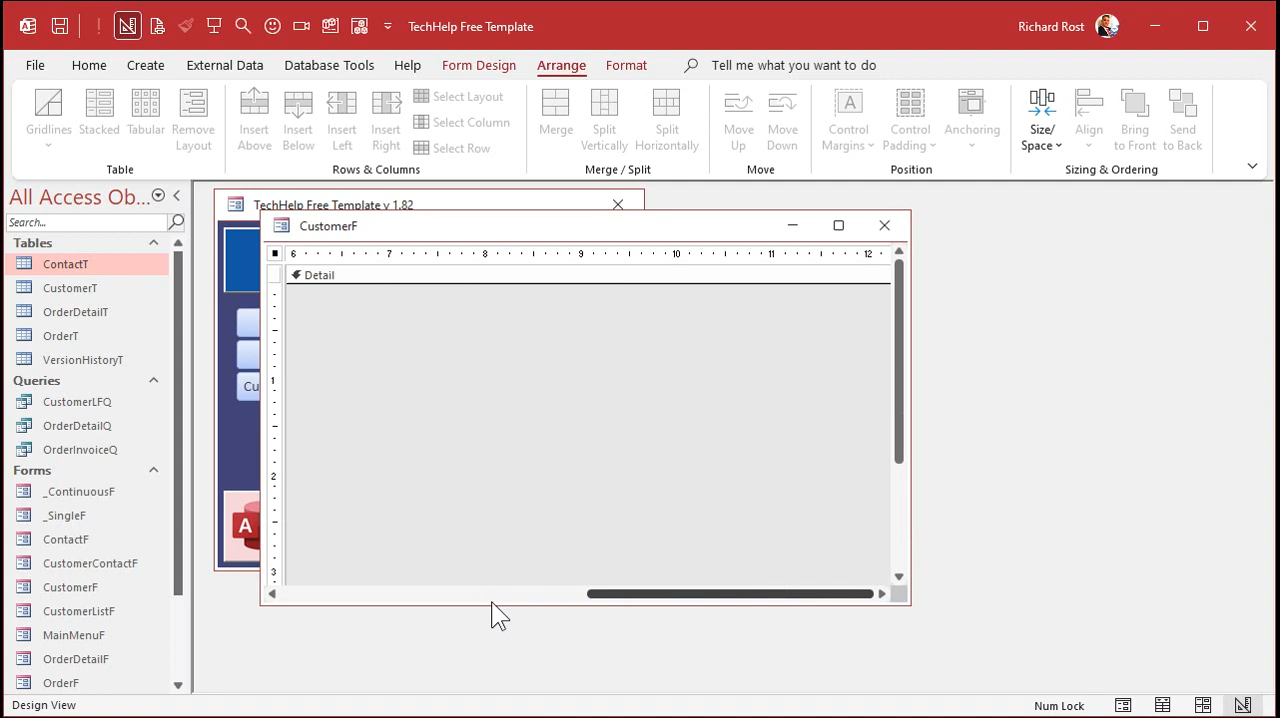 TechHelp Free Template
Richard Rost
File Home Create External Data Database Tools Help Form Design Arrange Format Tell me what you want to do
Gridlines Stacked Tabular Remove Layout
Table
Insert Above Insert Below Insert Left Insert Right Select Layout Select Column Select Row
Rows & Columns
Merge Split Vertically Split Horizontally
Merge / Split
Move Up Move Down
Move
Control Margins Control Padding Anchoring
Position
Size/ Space Align Bring to Front Send to Back
Sizing & Ordering
All Access Ob...
Search...
Tables
ContactT
CustomerT
OrderDetailT
OrderT
VersionHistoryT
Queries
CustomerLFQ
OrderDetailQ
OrderInvoiceQ
Forms
_ContinuousF
_SingleF
ContactF
CustomerContactF
CustomerF
CustomerListF
MainMenuF
OrderDetailF
OrderF
TechHelp Free Template v 1.82
Cu
A
CustomerF
6 7 8 9 10 11 12
Detail
1
2
3
Design View
Num Lock